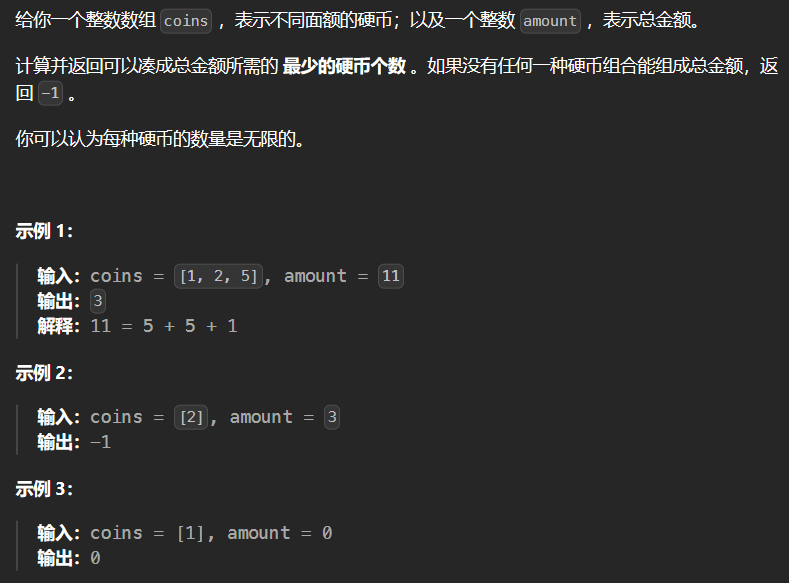 给你一个整数数组 coins ，表示不同面额的硬币；以及一个整数 amount ，表示总金额。
计算并返回可以凑成总金额所需的 最少的硬币个数 。如果没有任何一种硬币组合能组成总金额，返
回 -1 。
你可以认为每种硬币的数量是无限的。
示例 1：
输入：coins = [1, 2, 5], amount = 11
输出：3
解释：11 = 5 + 5 + 1
示例 2：
输入：coins = [2], amount = 3
输出：-1
示例 3：
输入：coins = [1], amount = 0
输出：0